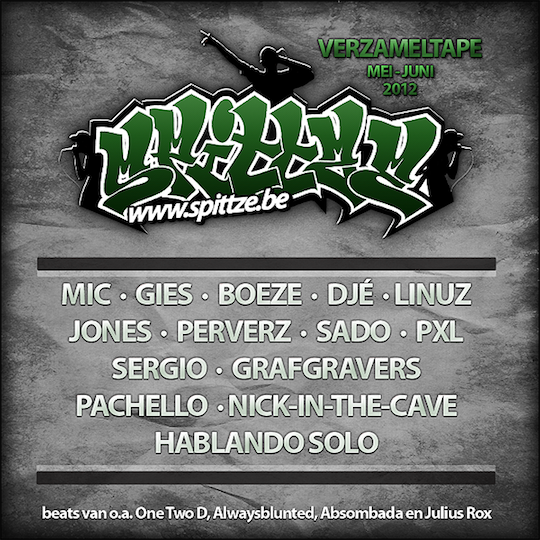 VERZAMELTAPE
MEI-JUNI
2012
SPITTZE
www.spittze.be
MIC · GIES · BOEZE · DJÉ · LINUZ
JONES · PERVERZ · SADO · PXL
SERGIO · GRAFGRAVERS
PACHELLO · NICK-IN-THE-CAVE
HABLANDO SOLO
beats van o.a. One Two D, Alwaysblunted, Absombada en Julius Rox